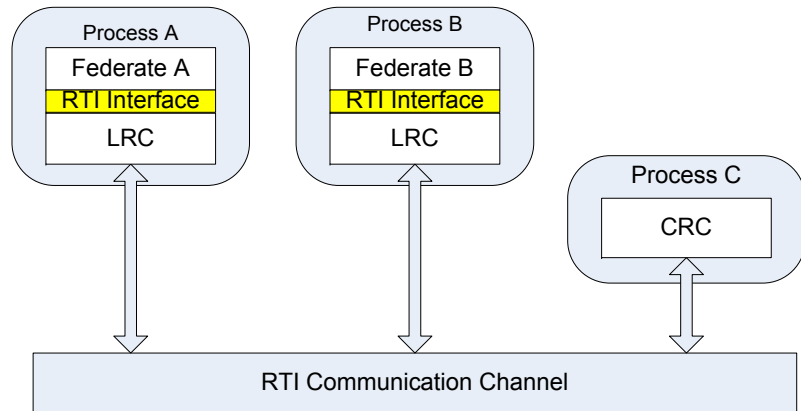 Process A
Federate A
RTI Interface
LRC
Process B
Federate B
RTI Interface
LRC
Process C
CRC
RTI Communication Channel